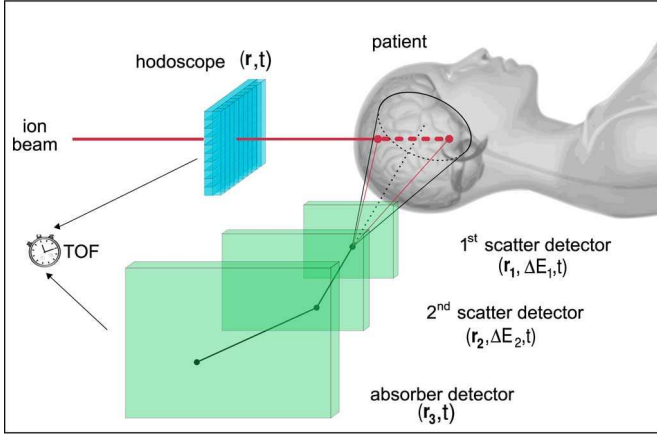 hodoscope (r,t)
patient
ion
beam
TOF
1st scatter detector
(r1, ΔE1,t)
2nd scatter detector
(r2,ΔE2,t)
absorber detector
(r3,t)